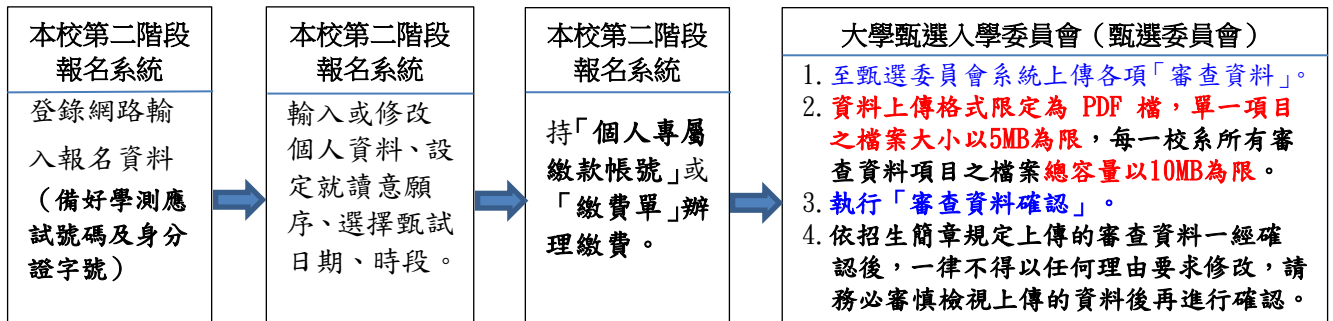 本校第二階段
報名系統
登錄網路輸
入報名資料
(備好學測應
試號碼及身分
證字號)
本校第二階段
報名系統
輸入或修改
個人資料、設
定就讀意願
序、選擇甄試
日期、時段。
本校第二階段
報名系統
持「個人專屬
繳款帳號」或
「繳費單」辦
理繳費。
大學甄選入學委員會(甄選委員會)
1. 至甄選委員會系統上傳各項「審查資料」。
2. 資料上傳格式限定為 PDF 檔,單一項目
之檔案大小以5MB為限,每一校系所有審
查資料項目之檔案總容量以10MB為限。
3. 執行「審查資料確認」。
4. 依招生簡章規定上傳的審查資料一經確
認後,一律不得以任何理由要求修改,請
務必審慎檢視上傳的資料後再進行確認。